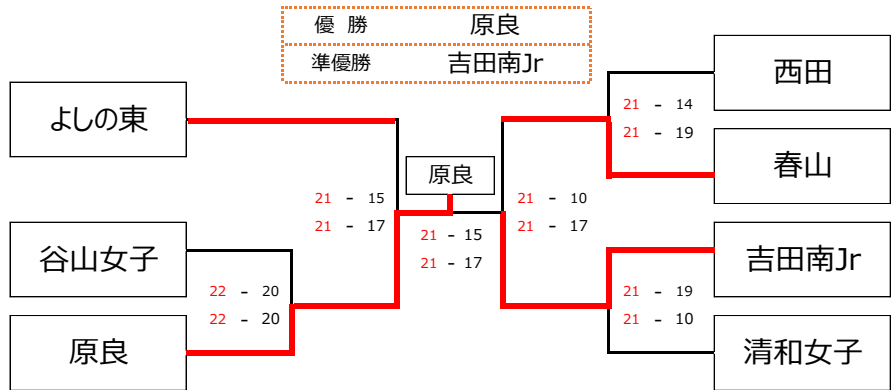 優 勝 原良
準優勝 吉田南Jr
西田
よしの東
21 - 14
21 - 19
春山
原良
21 - 15
21 - 17
21 - 10
21 - 17
21 - 15
21 - 17
谷山女子
吉田南Jr
22 - 20
22 - 20
21 - 19
21 - 10
原良
清和女子